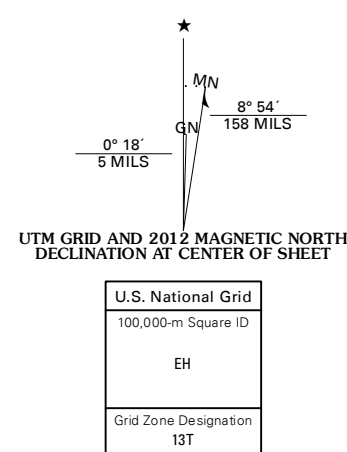 ★
MN
GN
8° 54´
158 MILS
0° 18´
5 MILS
UTM GRID AND 2012 MAGNETIC NORTH
DECLINATION AT CENTER OF SHEET
U.S. National Grid
100,000-m Square ID
EH
Grid Zone Designation
13T